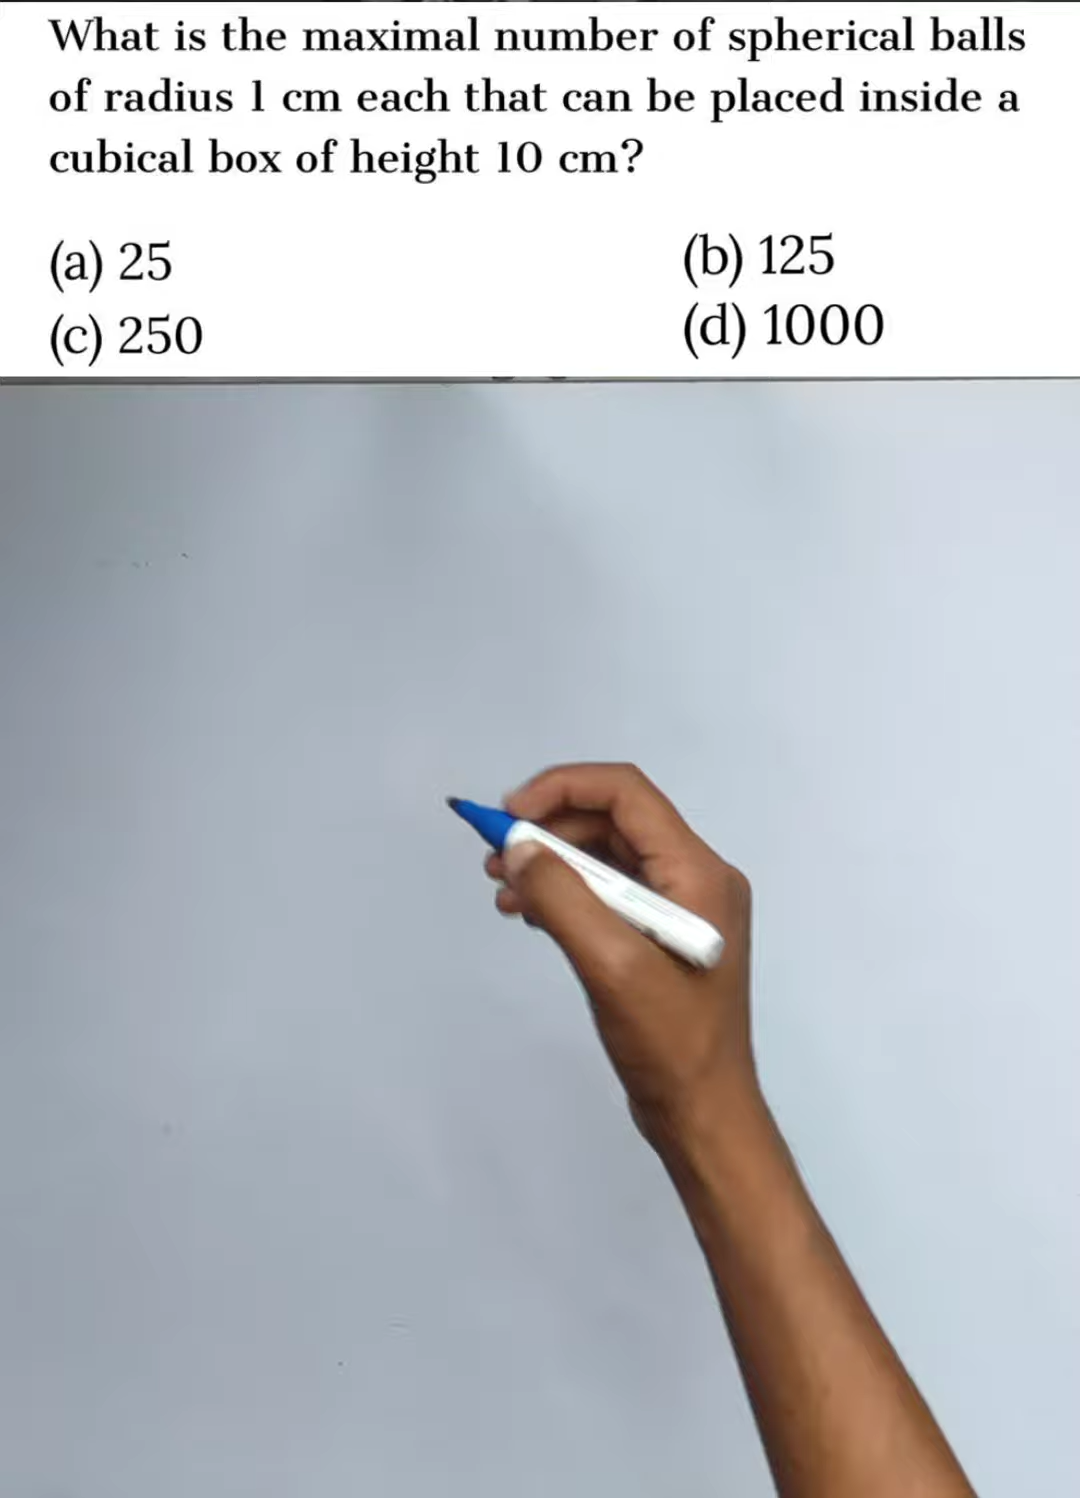 What is the maximal number of spherical balls
of radius 1 cm each that can be placed inside a
cubical box of height 10 cm?
(a) 25
(b) 125
(c) 250
(d) 1000